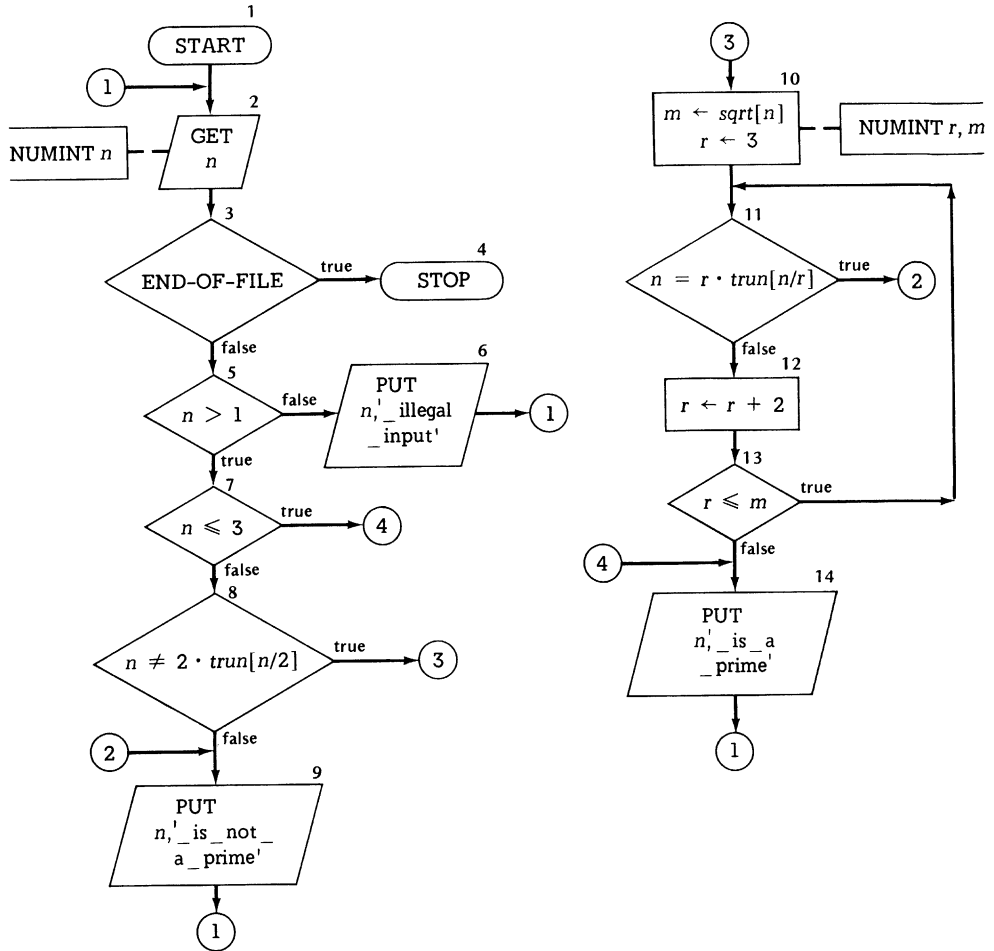 1
START
1
2
GET
n
NUMINT n
3
END-OF-FILE
true
4
STOP
false
5
n > 1
false
6
PUT
n,'_illegal
_input'
1
true
7
n ≤ 3
true
4
false
8
n ≠ 2 · trun[n/2]
true
3
false
2
9
PUT
n,'_is_not_
a_prime'
1
3
10
m ← sqrt[n]
r ← 3
NUMINT r, m
11
n = r · trun[n/r]
true
2
false
12
r ← r + 2
13
r ≤ m
true
false
4
14
PUT
n,'_is_a
_prime'
1